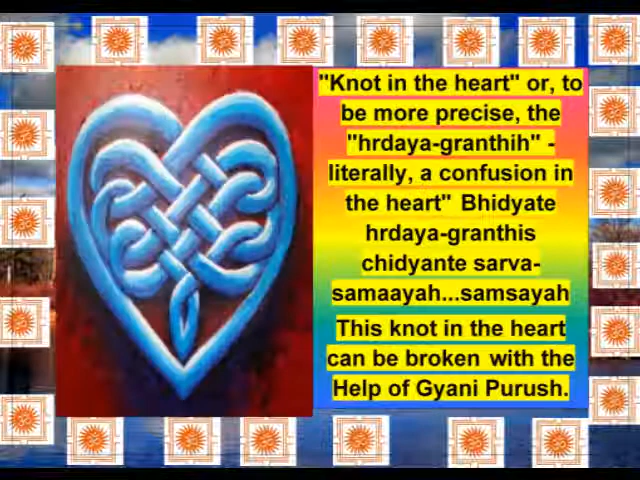 "Knot in the heart" or, to
be more precise, the
"hrdaya-granthih" -
literally, a confusion in
the heart" Bhidyate
hrdaya-granthis
chidyante sarva-
samaayah...samsayah
This knot in the heart
can be broken with the
Help of Gyani Purush.